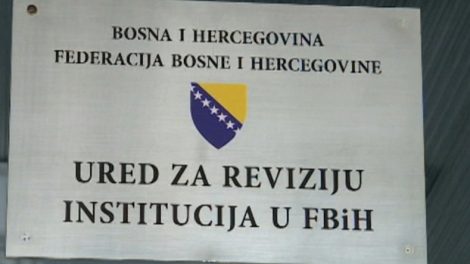 BOSNA I HERCEGOVINA
FEDERACIJA BOSNE I HERCEGOVINE
URED ZA REVIZIJU
INSTITUCIJA U FBiH